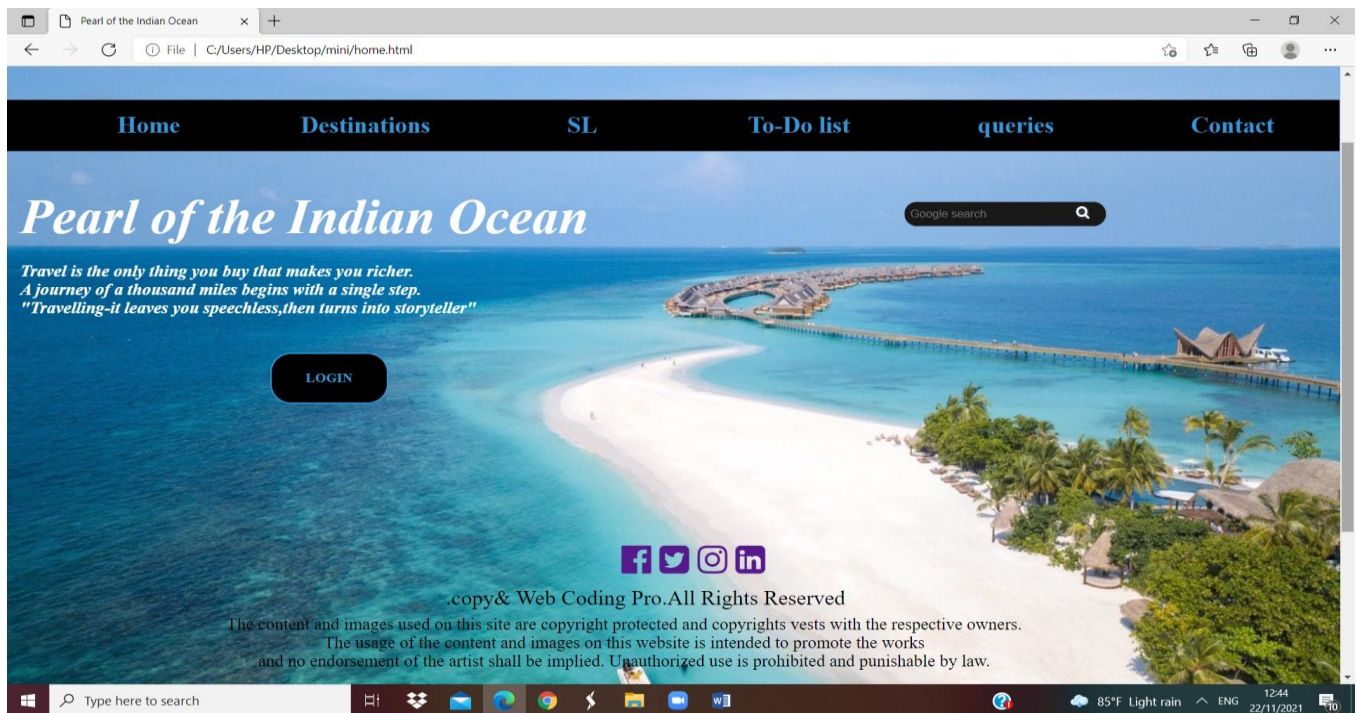 Pearl of the Indian Ocean
File | C:/Users/HP/Desktop/mini/home.html
Home Destinations SL To-Do list queries Contact
Pearl of the Indian Ocean
Google search
Travel is the only thing you buy that makes you richer.
A journey of a thousand miles begins with a single step.
"Travelling-it leaves you speechless,then turns into storyteller"
LOGIN
.copy& Web Coding Pro.All Rights Reserved
The content and images used on this site are copyright protected and copyrights vests with the respective owners.
The usage of the content and images on this website is intended to promote the works
and no endorsement of the artist shall be implied. Unauthorized use is prohibited and punishable by law.
Type here to search
85°F Light rain ENG 12:44
22/11/2021 10